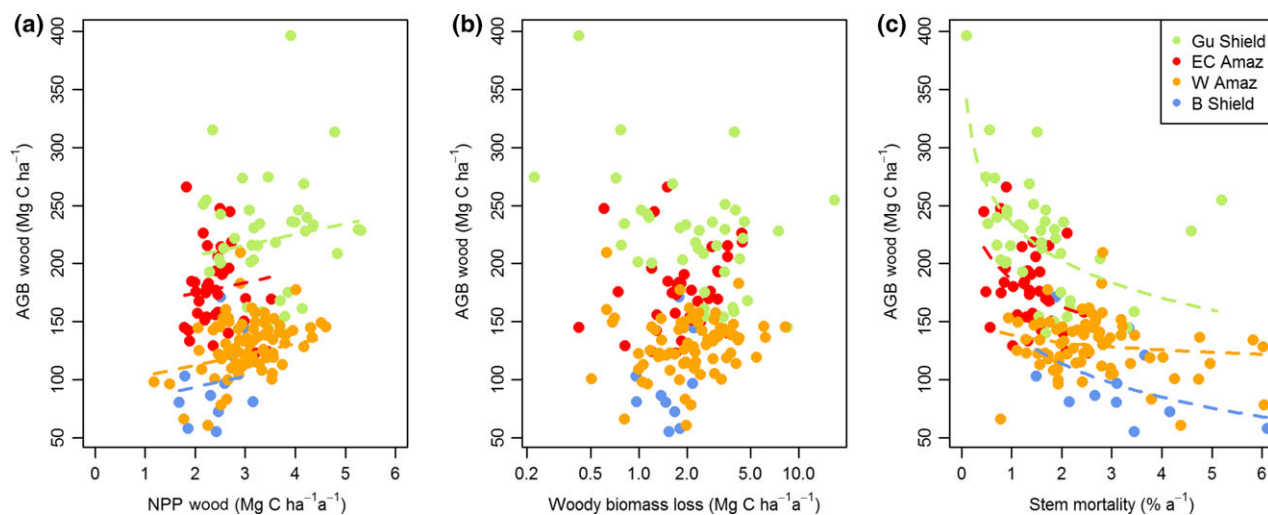 (a)
AGB wood (Mg C ha⁻¹)
400
350
300
250
200
150
100
50
0 1 2 3 4 5 6
NPP wood (Mg C ha⁻¹a⁻¹)
(b)
AGB wood (Mg C ha⁻¹)
400
350
300
250
200
150
100
50
0.2 0.5 1.0 2.0 5.0 10.0
Woody biomass loss (Mg C ha⁻¹a⁻¹)
(c)
AGB wood (Mg C ha⁻¹)
400
350
300
250
200
150
100
50
0 1 2 3 4 5 6
Stem mortality (% a⁻¹)
Gu Shield
EC Amaz
W Amaz
B Shield